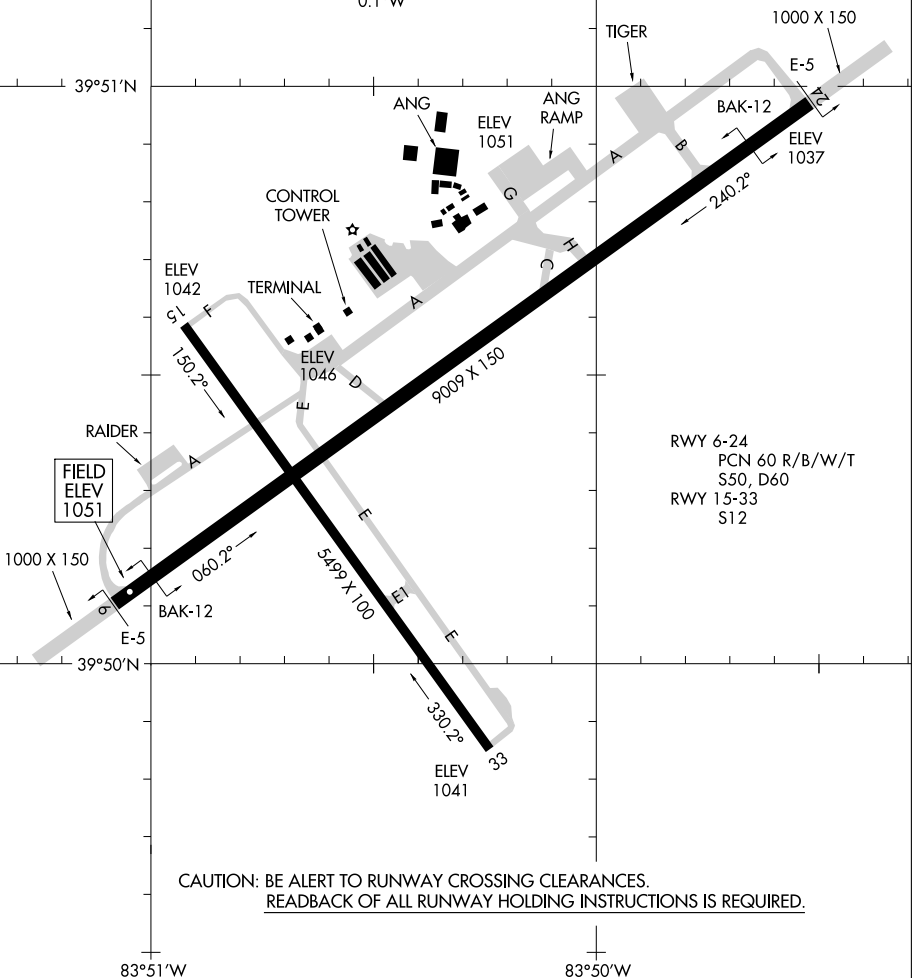 0.1°W
1000 X 150
TIGER
E-5
39°51'N
24
ANG
ANG
RAMP
ELEV
1051
BAK-12
ELEV
1037
A
B
G
240.2°
CONTROL
TOWER
H
C
ELEV
1042
TERMINAL
A
15
F
ELEV
1046
150.2°
D
9009 X 150
E
RAIDER
A
RWY 6-24
PCN 60 R/B/W/T
S50, D60
RWY 15-33
S12
FIELD
ELEV
1051
E
1000 X 150
060.2°
5499 X 100
E1
6
BAK-12
E-5
E
39°50'N
330.2°
33
ELEV
1041
CAUTION: BE ALERT TO RUNWAY CROSSING CLEARANCES.
READBACK OF ALL RUNWAY HOLDING INSTRUCTIONS IS REQUIRED.
83°51'W
83°50'W